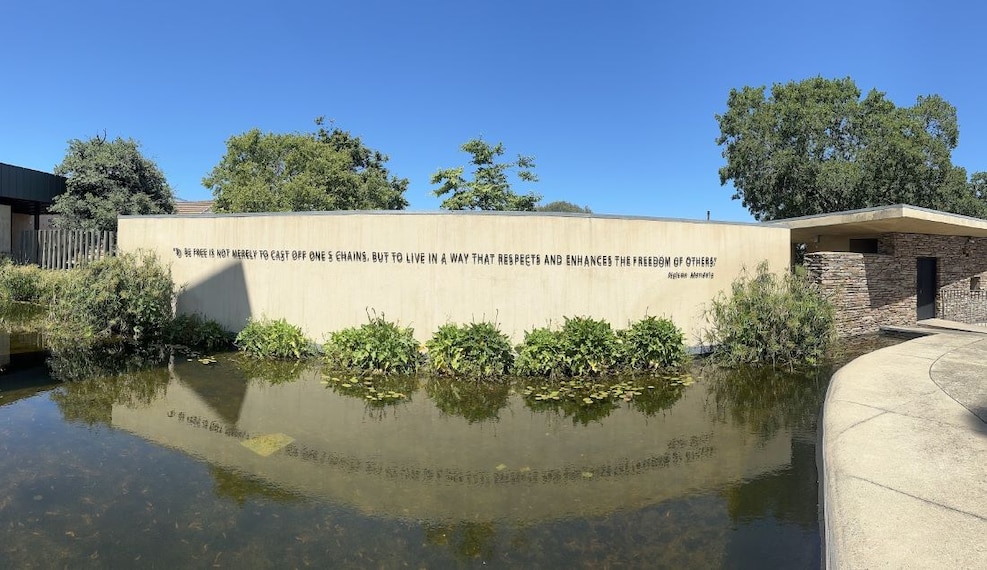 "TO BE FREE IS NOT MERELY TO CAST OFF ONE'S CHAINS, BUT TO LIVE IN A WAY THAT RESPECTS AND ENHANCES THE FREEDOM OF OTHERS"
Nelson Mandela